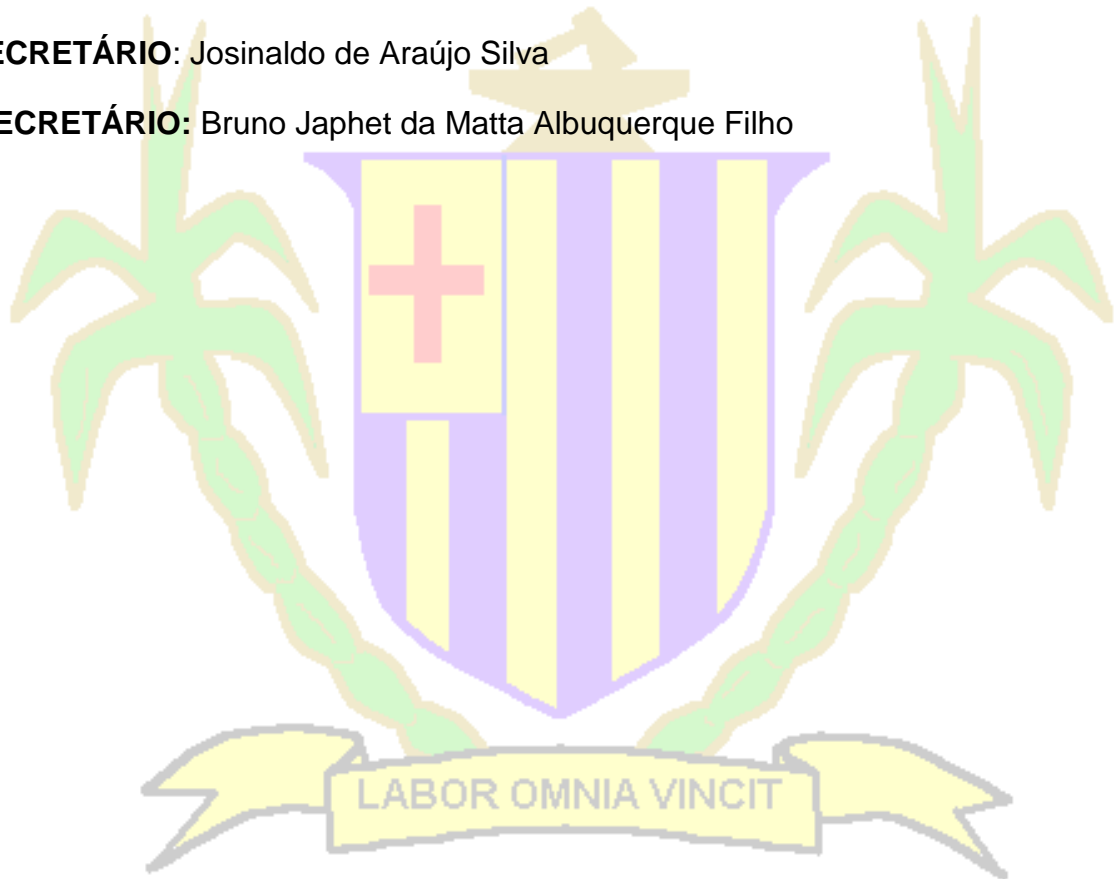 ECRETÁRIO: Josinaldo de Araújo Silva
ECRETÁRIO: Bruno Japhet da Matta Albuquerque Filho
LABOR OMNIA VINCIT